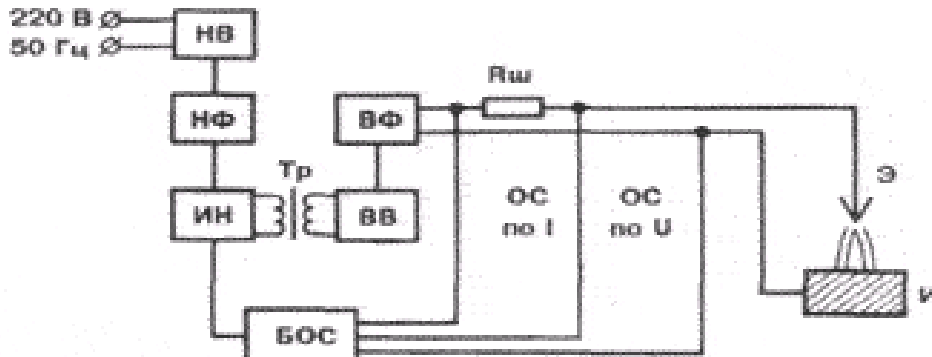 220 В
50 Гц
НВ
НФ
ВФ
Rш
Тр
ИН
ВВ
ОС
по I
ОС
по U
Э
И
БОС